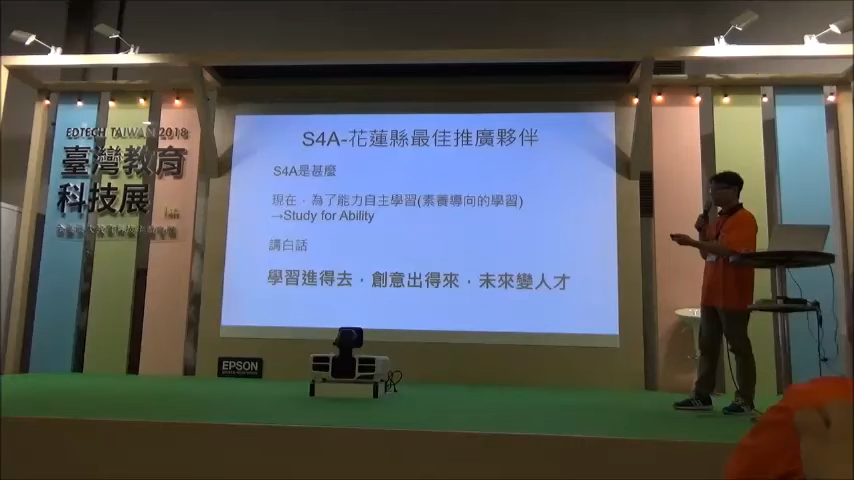 EDTECH TAIWAN 2018
臺灣教育
科技展
S4A-花蓮縣最佳推廣夥伴
S4A是甚麼
現在，為了能力自主學習(素養導向的學習)
→Study for Ability
講白話
學習進得去，創意出得來，未來變人才
EPSON